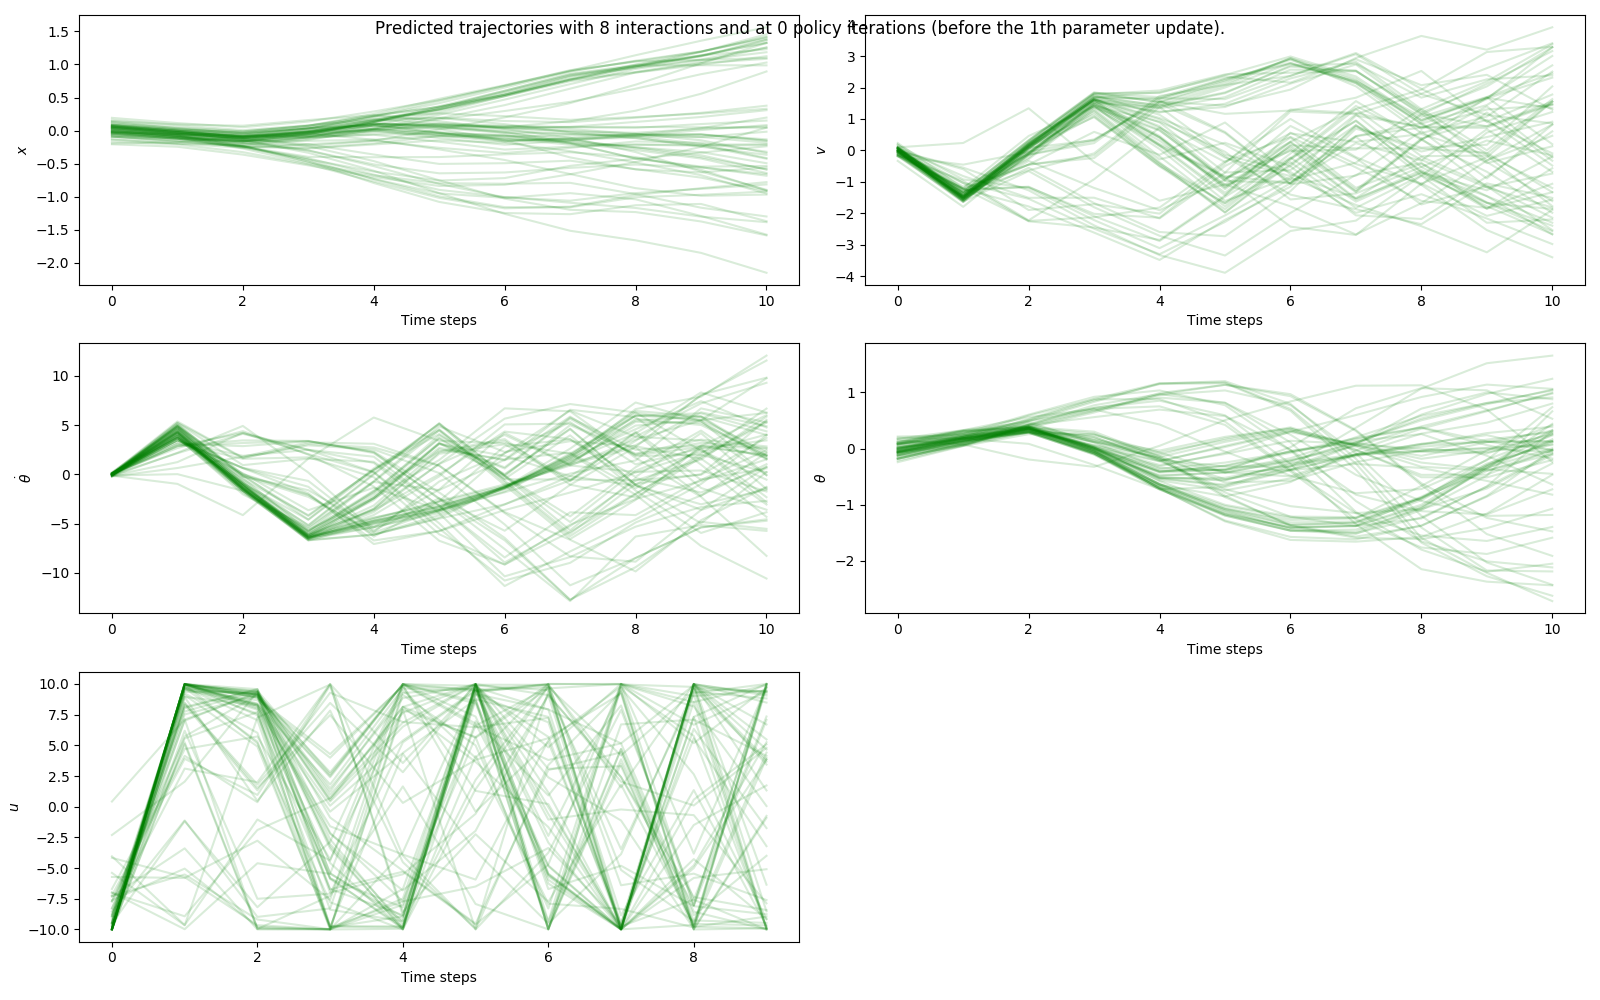 Predicted trajectories with 8 interactions and at 0 policy iterations (before the 1th parameter update).
1.5
1.0
0.5
0.0
−0.5
−1.0
−1.5
−2.0
x
0 2 4 6 8 10
Time steps
4
3
2
1
0
−1
−2
−3
−4
v
0 2 4 6 8 10
Time steps
10
5
0
−5
−10
θ̇
0 2 4 6 8 10
Time steps
1
0
−1
−2
θ
0 2 4 6 8 10
Time steps
10.0
7.5
5.0
2.5
0.0
−2.5
−5.0
−7.5
−10.0
u
0 2 4 6 8
Time steps